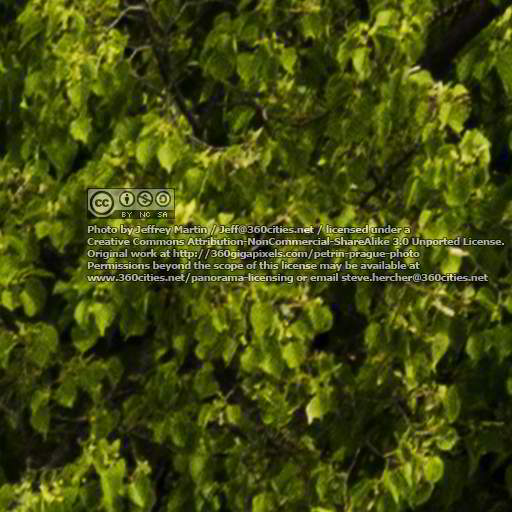 cc BY NC SA
Photo by Jeffrey Martin / Jeff@360cities.net / licensed under a
Creative Commons Attribution-NonCommercial-ShareAlike 3.0 Unported License.
Original work at http://360gigapixels.com/petrin-prague-photo
Permissions beyond the scope of this license may be available at
www.360cities.net/panorama-licensing or email steve.hercher@360cities.net